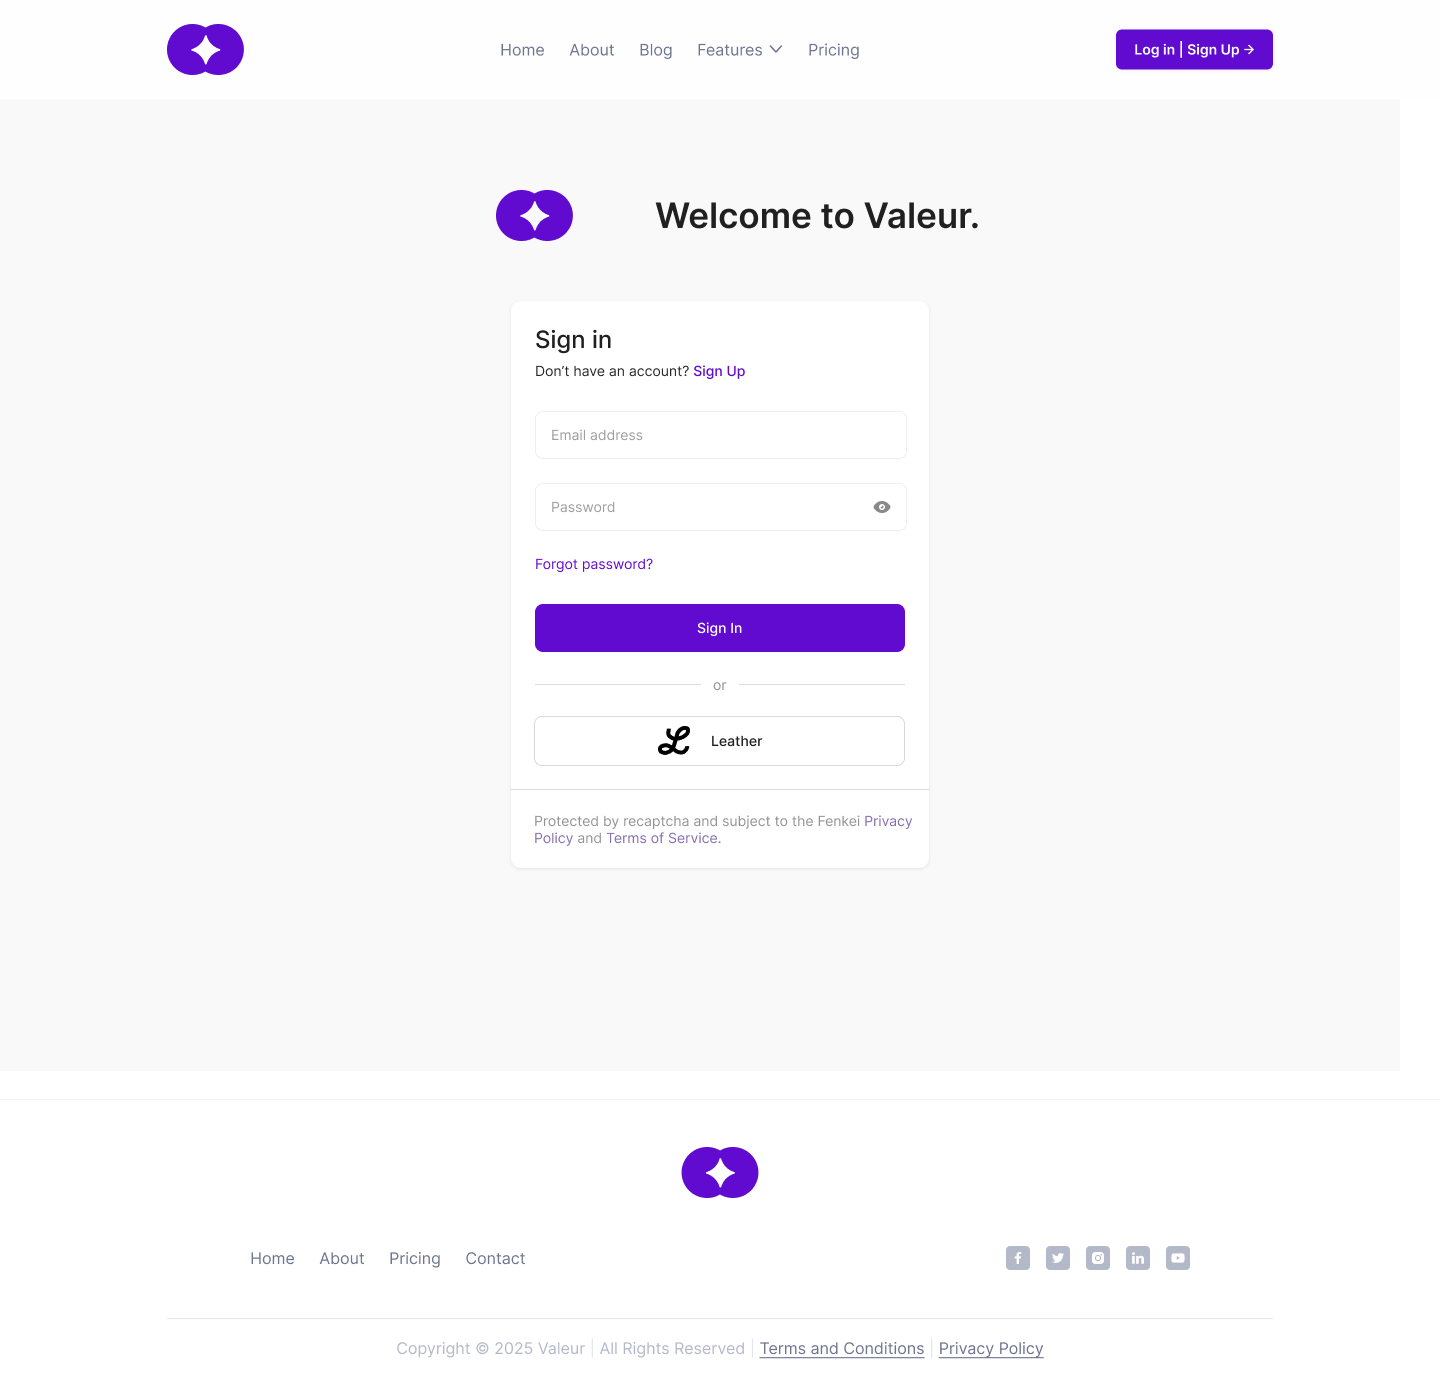 Home About Blog Features Pricing
Log in | Sign Up →
Welcome to Valeur.
Sign in
Don’t have an account? Sign Up
Email address
Password
Forgot password?
Sign In
or
Leather
Protected by recaptcha and subject to the Fenkei Privacy
Policy and Terms of Service.
Home About Pricing Contact
Copyright © 2025 Valeur | All Rights Reserved | Terms and Conditions | Privacy Policy